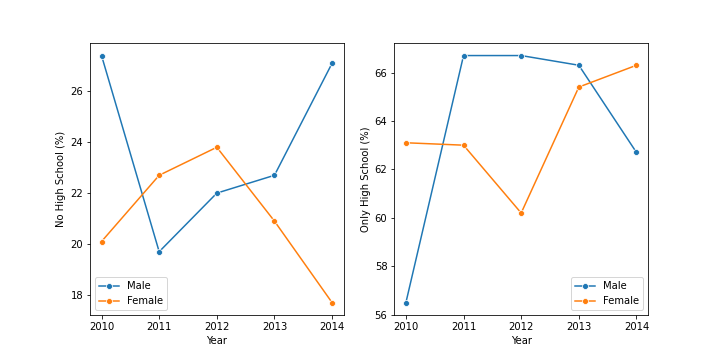 No High School (%)
26
24
22
20
18
Male
Female
2010 2011 2012 2013 2014
Year
Only High School (%)
66
64
62
60
58
56
Male
Female
2010 2011 2012 2013 2014
Year